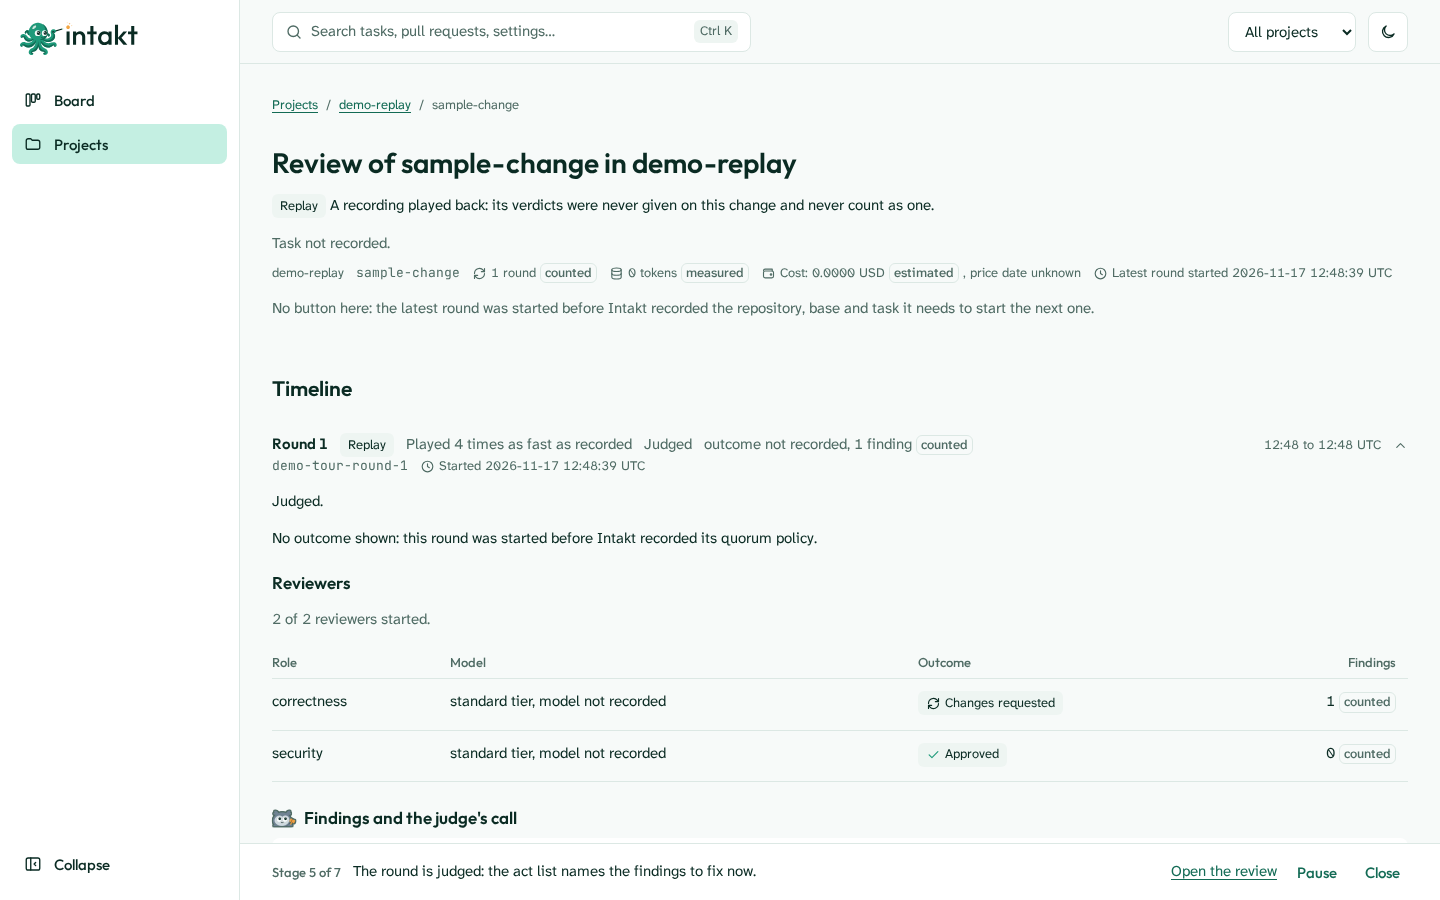 intakt
Search tasks, pull requests, settings...
Ctrl K
All projects
Board
Projects
Projects / demo-replay / sample-change
Review of sample-change in demo-replay
Replay A recording played back: its verdicts were never given on this change and never count as one.
Task not recorded.
demo-replay sample-change 1 round counted 0 tokens measured Cost: 0.0000 USD estimated , price date unknown Latest round started 2026-11-17 12:48:39 UTC
No button here: the latest round was started before Intakt recorded the repository, base and task it needs to start the next one.
Timeline
Round 1 Replay Played 4 times as fast as recorded Judged outcome not recorded, 1 finding counted 12:48 to 12:48 UTC
demo-tour-round-1 Started 2026-11-17 12:48:39 UTC
Judged.
No outcome shown: this round was started before Intakt recorded its quorum policy.
Reviewers
2 of 2 reviewers started.
Role Model Outcome Findings
correctness standard tier, model not recorded Changes requested 1 counted
security standard tier, model not recorded Approved 0 counted
Findings and the judge's call
Collapse
Stage 5 of 7 The round is judged: the act list names the findings to fix now. Open the review Pause Close